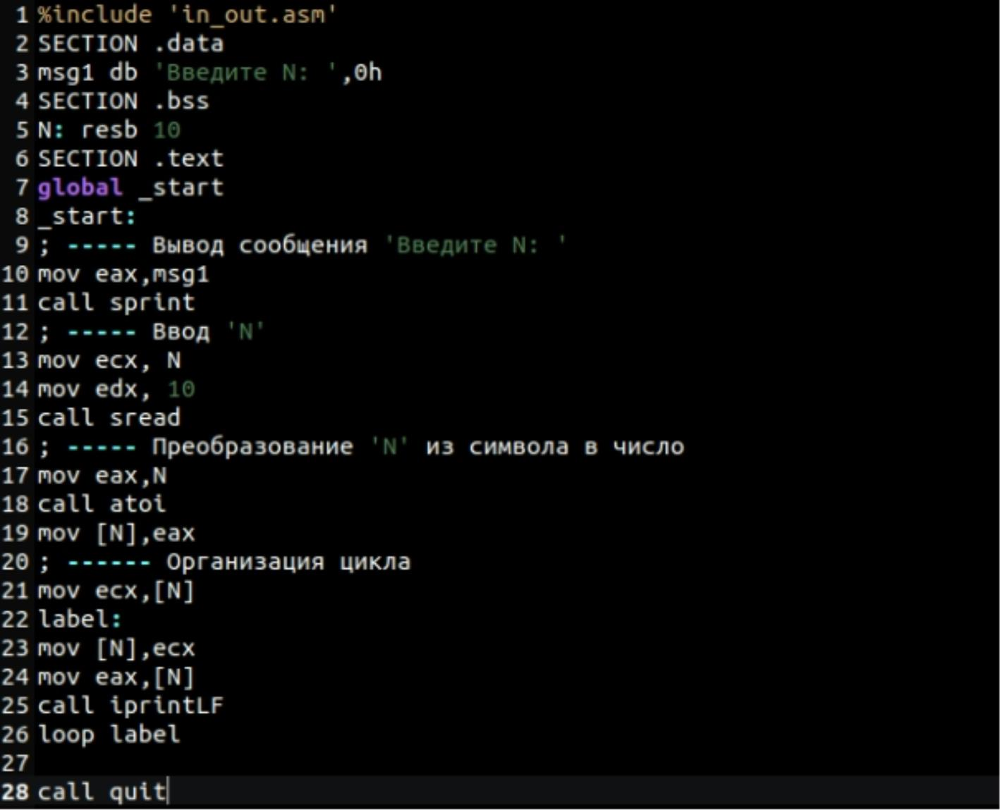 1 %include 'in_out.asm'
2 SECTION .data
3 msg1 db 'Введите N: ',0h
4 SECTION .bss
5 N: resb 10
6 SECTION .text
7 global _start
8 _start:
9 ; ----- Вывод сообщения 'Введите N: '
10 mov eax,msg1
11 call sprint
12 ; ----- Ввод 'N'
13 mov ecx, N
14 mov edx, 10
15 call sread
16 ; ----- Преобразование 'N' из символа в число
17 mov eax,N
18 call atoi
19 mov [N],eax
20 ; ------ Организация цикла
21 mov ecx,[N]
22 label:
23 mov [N],ecx
24 mov eax,[N]
25 call iprintLF
26 loop label
27
28 call quit